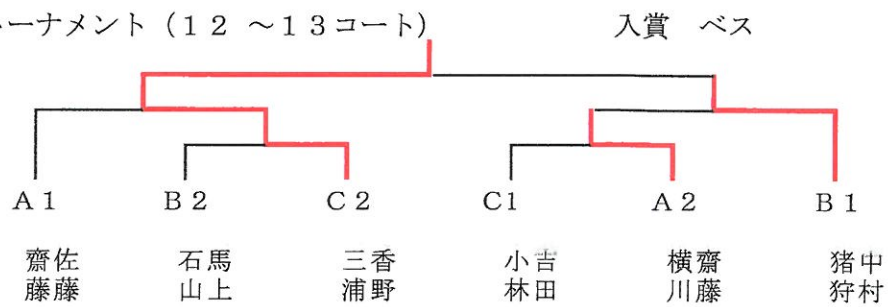 ーナメント（１２ ～１３コート） 入賞 ベス
A1 B2 C2 C1 A2 B1
齋佐 石馬 三香 小吉 横齋 猪中
藤藤 山上 浦野 林田 川藤 狩村